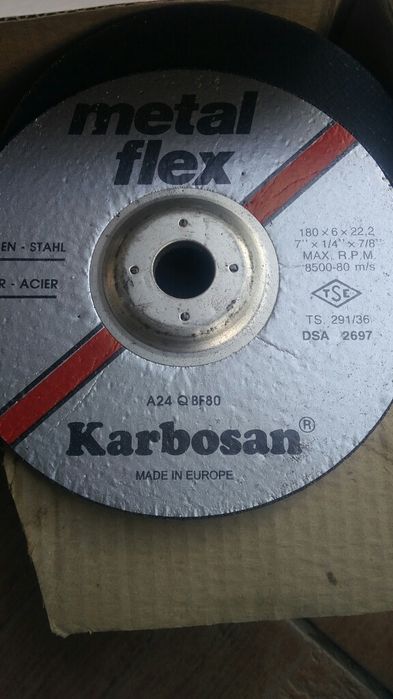 metal
flex
EN - STAHL
R - ACIER
180 x 6 x 22,2
7" x 1/4" x 7/8"
MAX. R.P.M.
8500-80 m/s
TSE
TS. 291/36
DSA 2697
A24 Q BF80
Karbosan®
MADE IN EUROPE